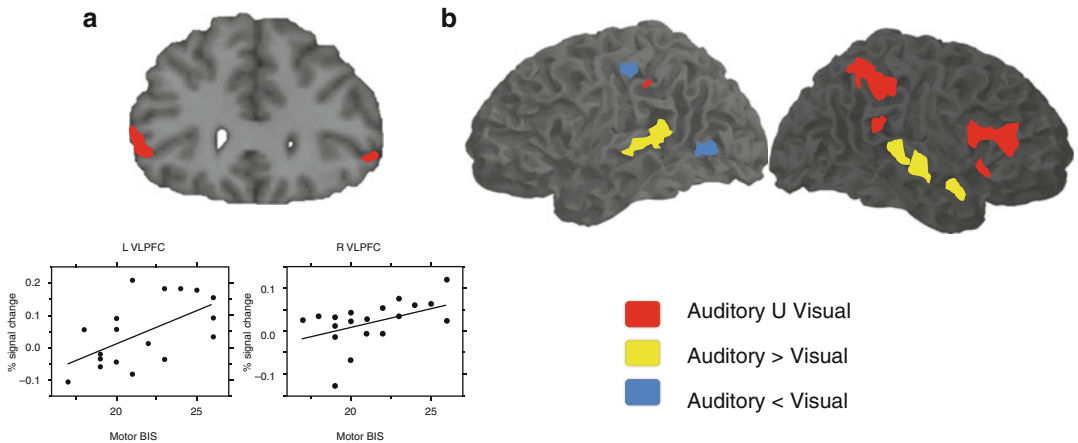 a
b
L VLPFC
R VLPFC
% signal change
0.2
0.1
0.0
–0.1
20
25
Motor BIS
% signal change
0.1
0.0
–0.1
20
25
Motor BIS
Auditory U Visual
Auditory > Visual
Auditory < Visual